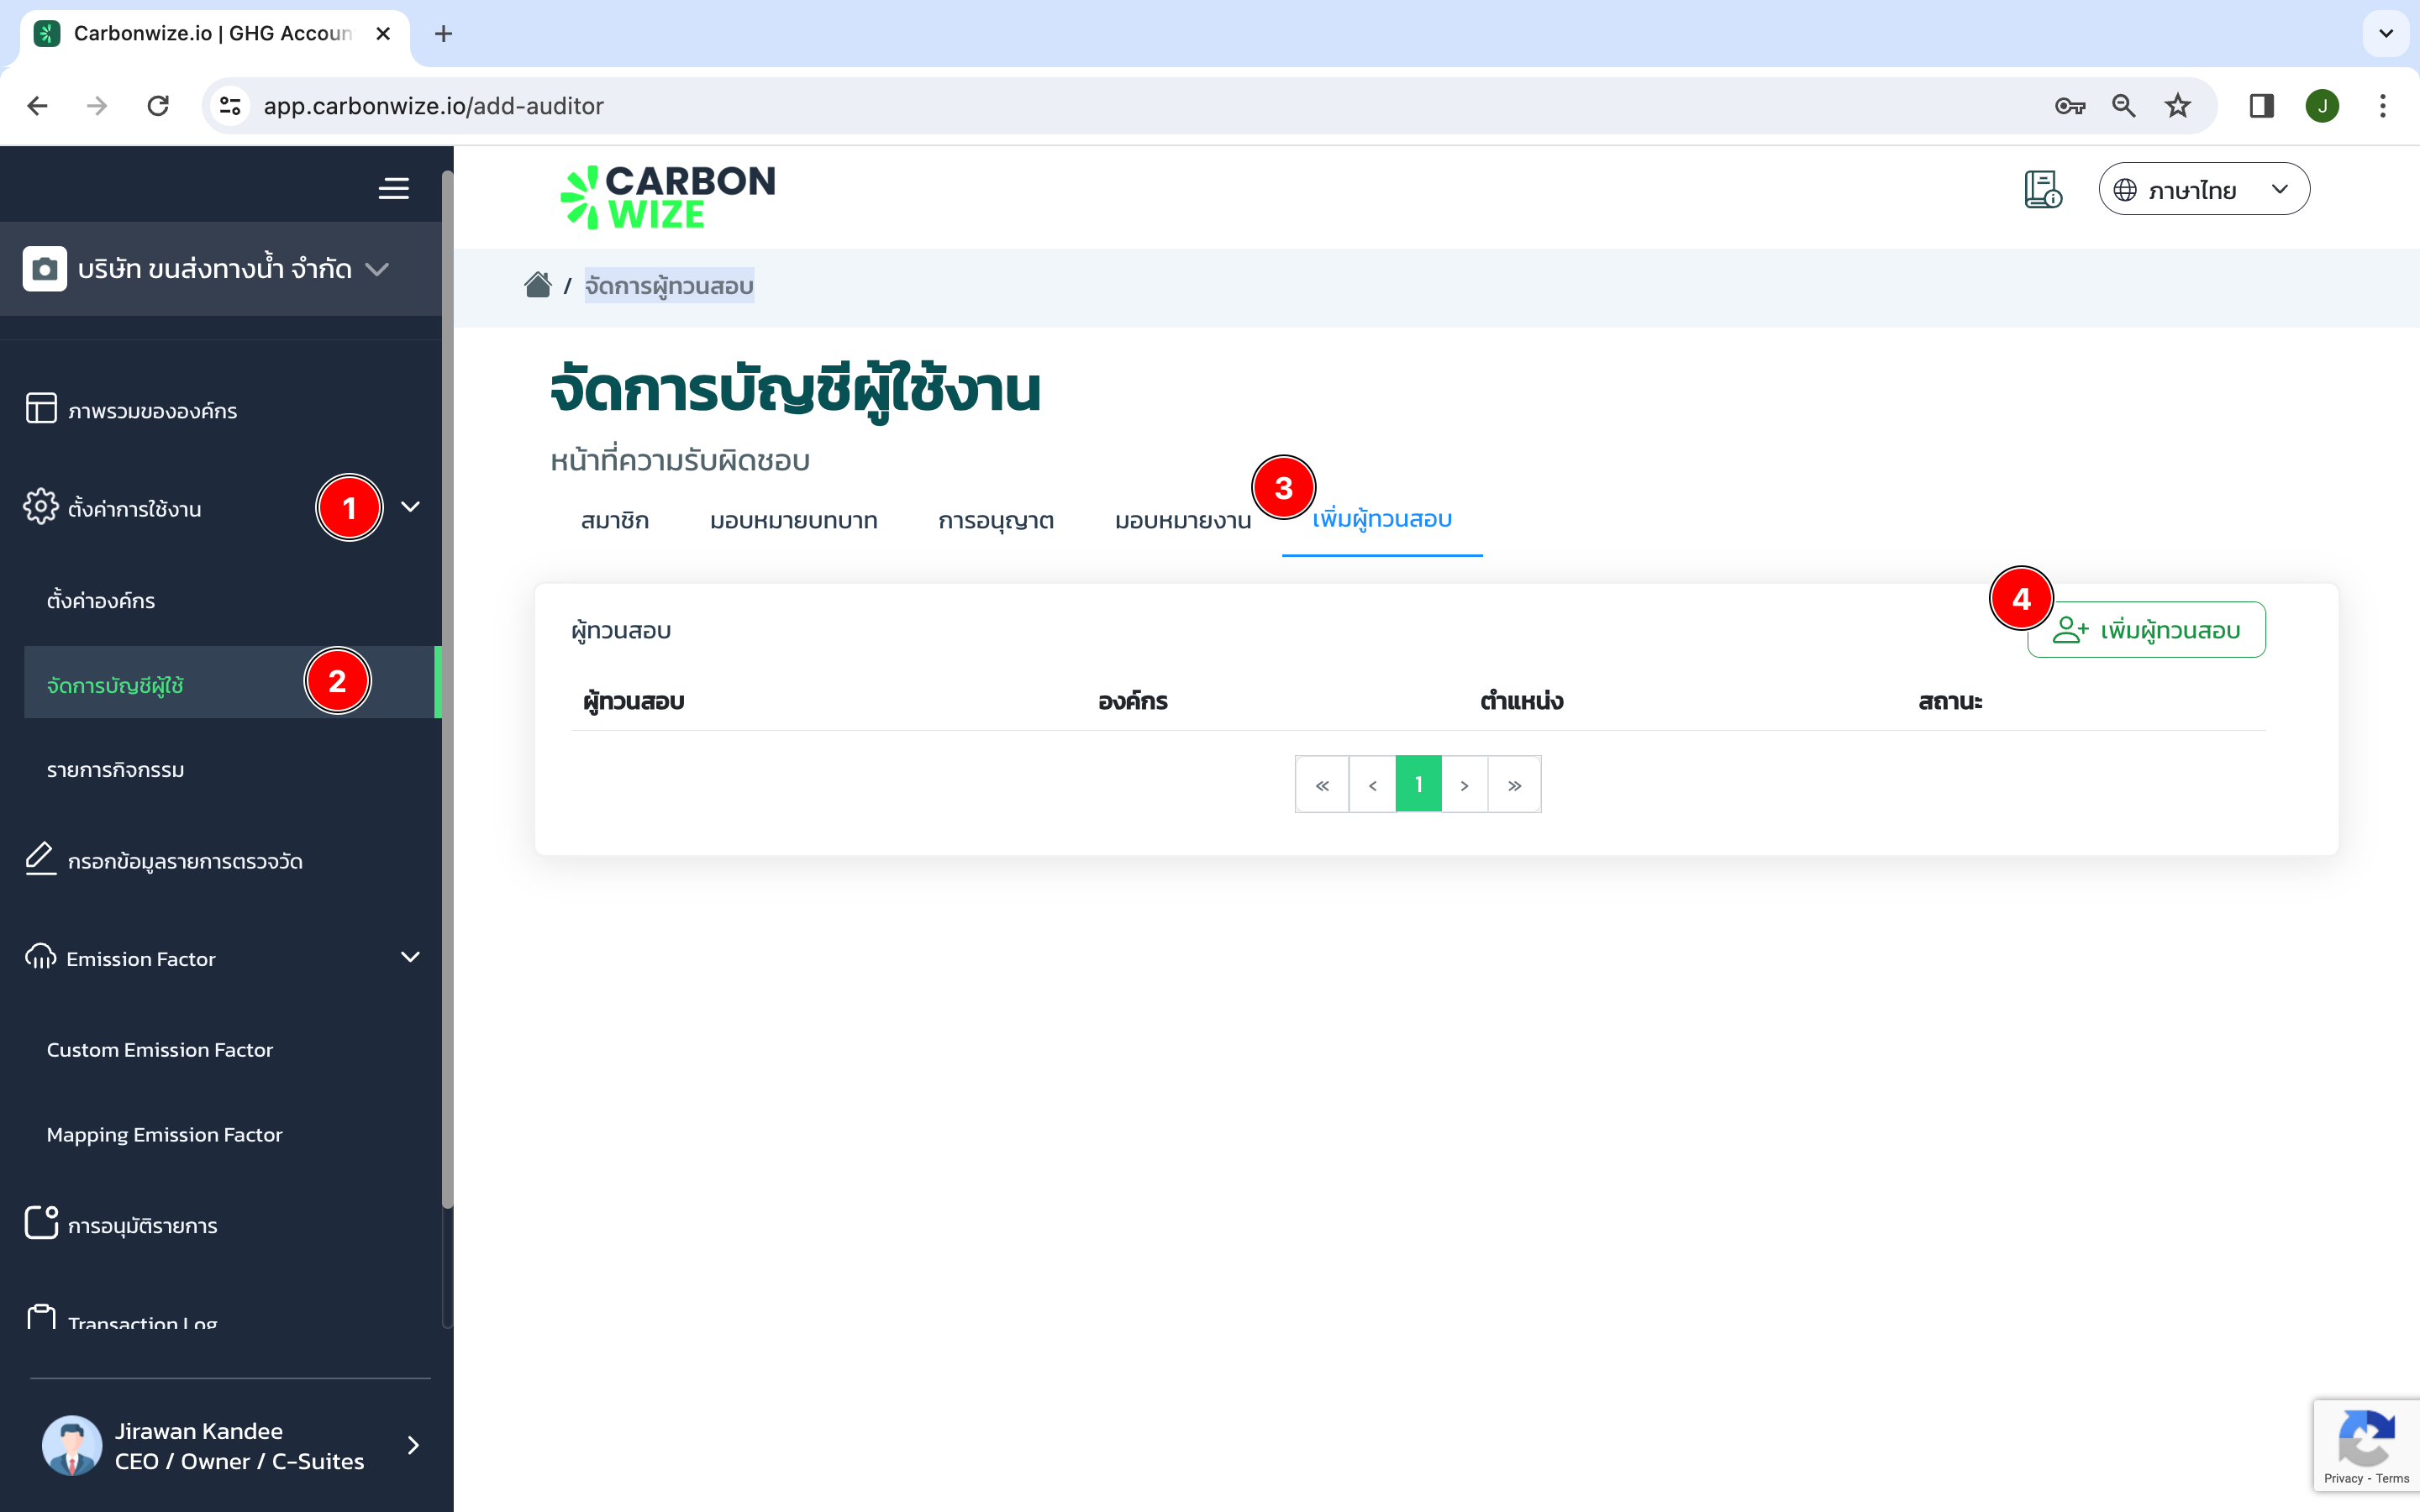 Carbonwize.io | GHG Accoun
app.carbonwize.io/add-auditor
J
CARBON
WIZE
ภาษาไทย
บริษัท ขนส่งทางน้ำ จำกัด
/ จัดการผู้ทวนสอบ
ภาพรวมขององค์กร
ตั้งค่าการใช้งาน
1
ตั้งค่าองค์กร
จัดการบัญชีผู้ใช้
2
รายการกิจกรรม
กรอกข้อมูลรายการตรวจวัด
Emission Factor
Custom Emission Factor
Mapping Emission Factor
การอนุมัติรายการ
Transaction Log
Jirawan Kandee
CEO / Owner / C-Suites
จัดการบัญชีผู้ใช้งาน
หน้าที่ความรับผิดชอบ
3
สมาชิก มอบหมายบทบาท การอนุญาต มอบหมายงาน เพิ่มผู้ทวนสอบ
4
ผู้ทวนสอบ เพิ่มผู้ทวนสอบ
ผู้ทวนสอบ องค์กร ตำแหน่ง สถานะ
« ‹ 1 › »
Privacy - Terms